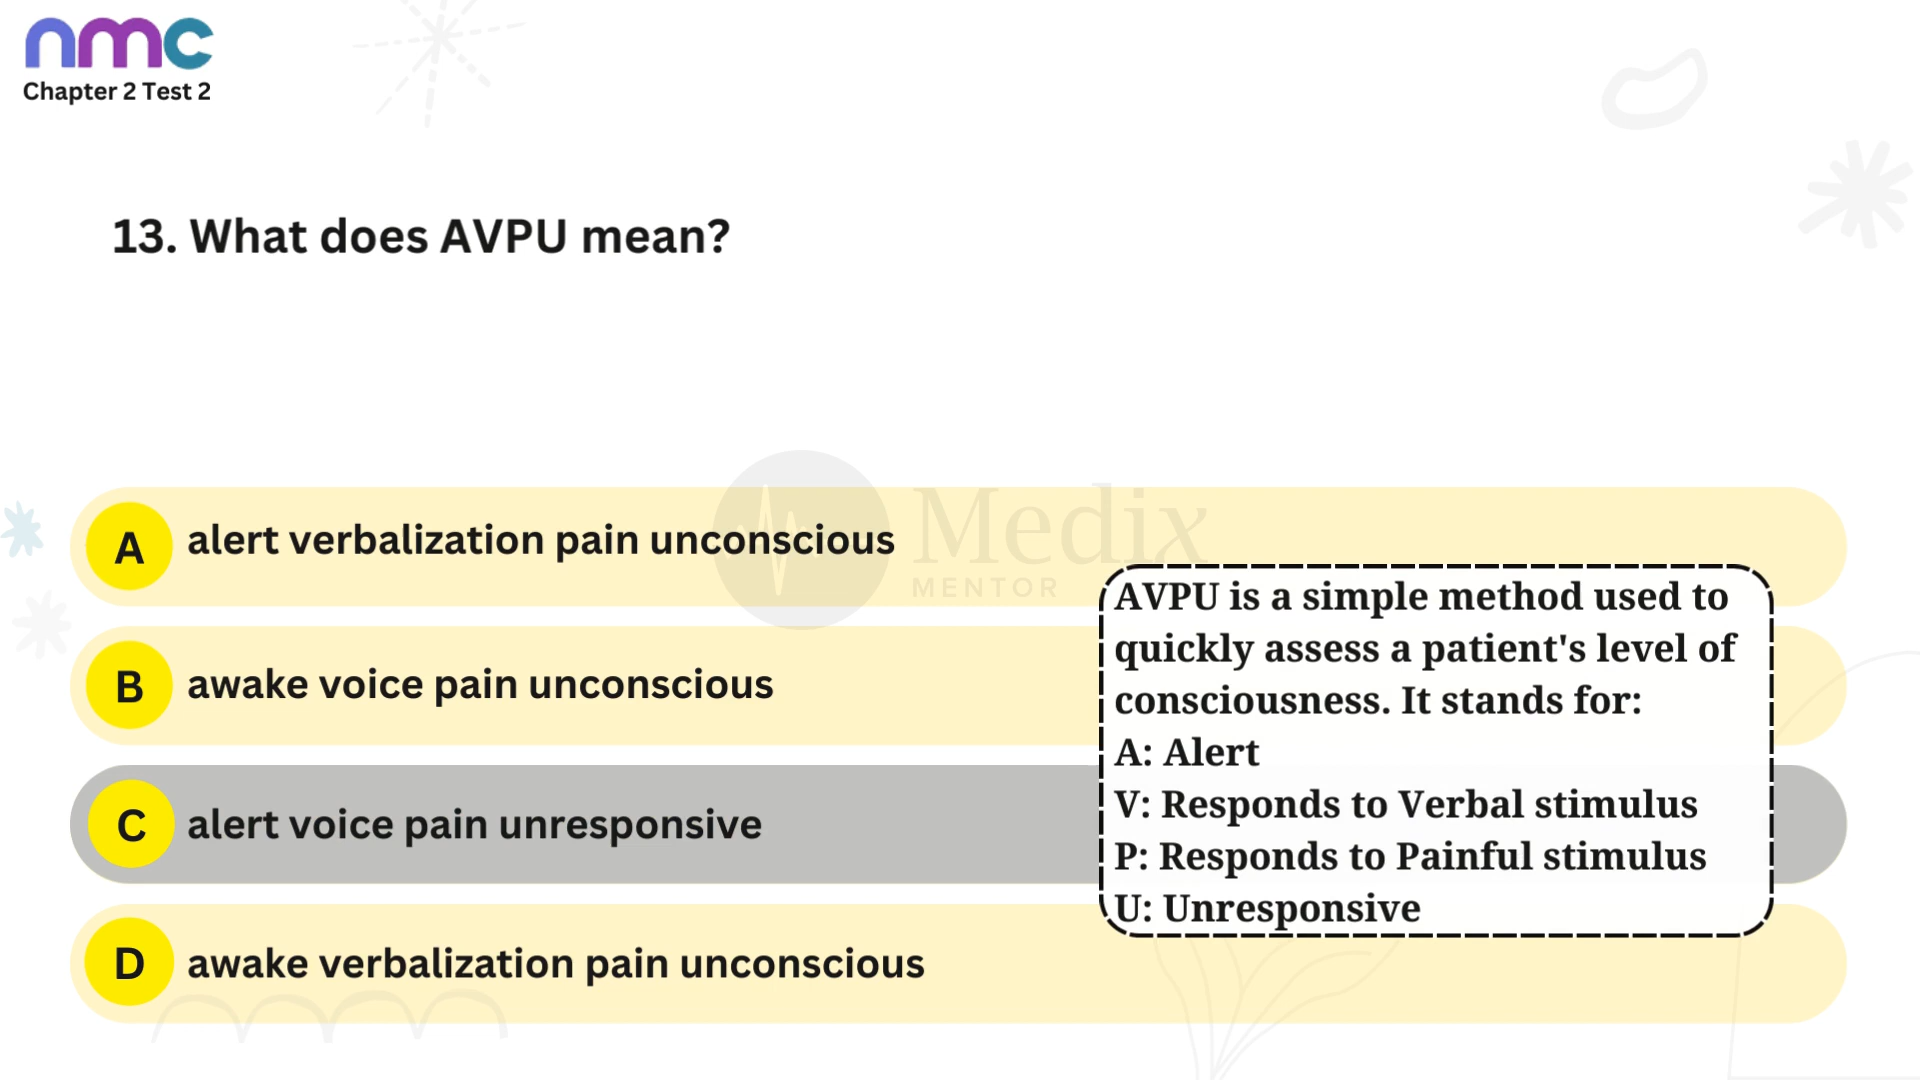 nmc
Chapter 2 Test 2
13. What does AVPU mean?
A alert verbalization pain unconscious
B awake voice pain unconscious
C alert voice pain unresponsive
D awake verbalization pain unconscious
Medix
MENTOR
AVPU is a simple method used to
quickly assess a patient's level of
consciousness. It stands for:
A: Alert
V: Responds to Verbal stimulus
P: Responds to Painful stimulus
U: Unresponsive